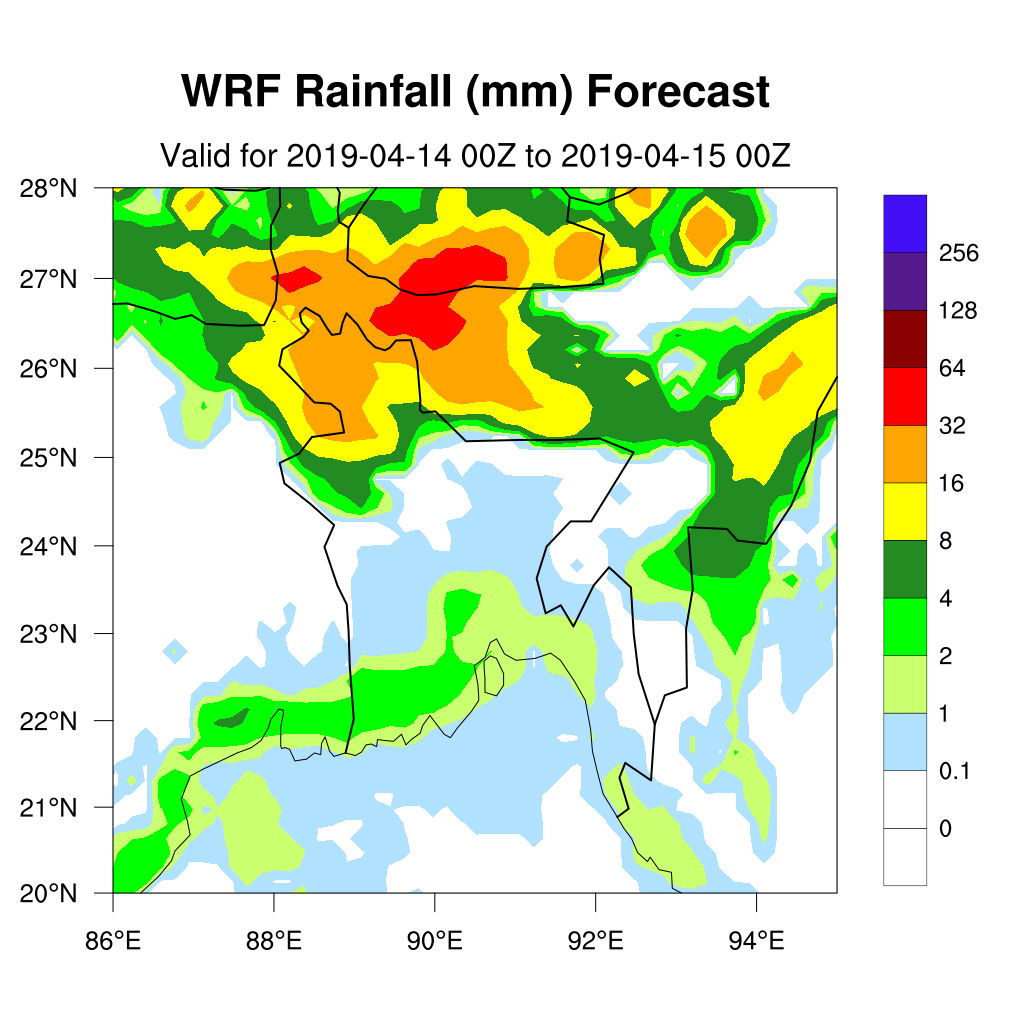 WRF Rainfall (mm) Forecast
Valid for 2019-04-14 00Z to 2019-04-15 00Z
28°N
27°N
26°N
25°N
24°N
23°N
22°N
21°N
20°N
86°E 88°E 90°E 92°E 94°E
256
128
64
32
16
8
4
2
1
0.1
0